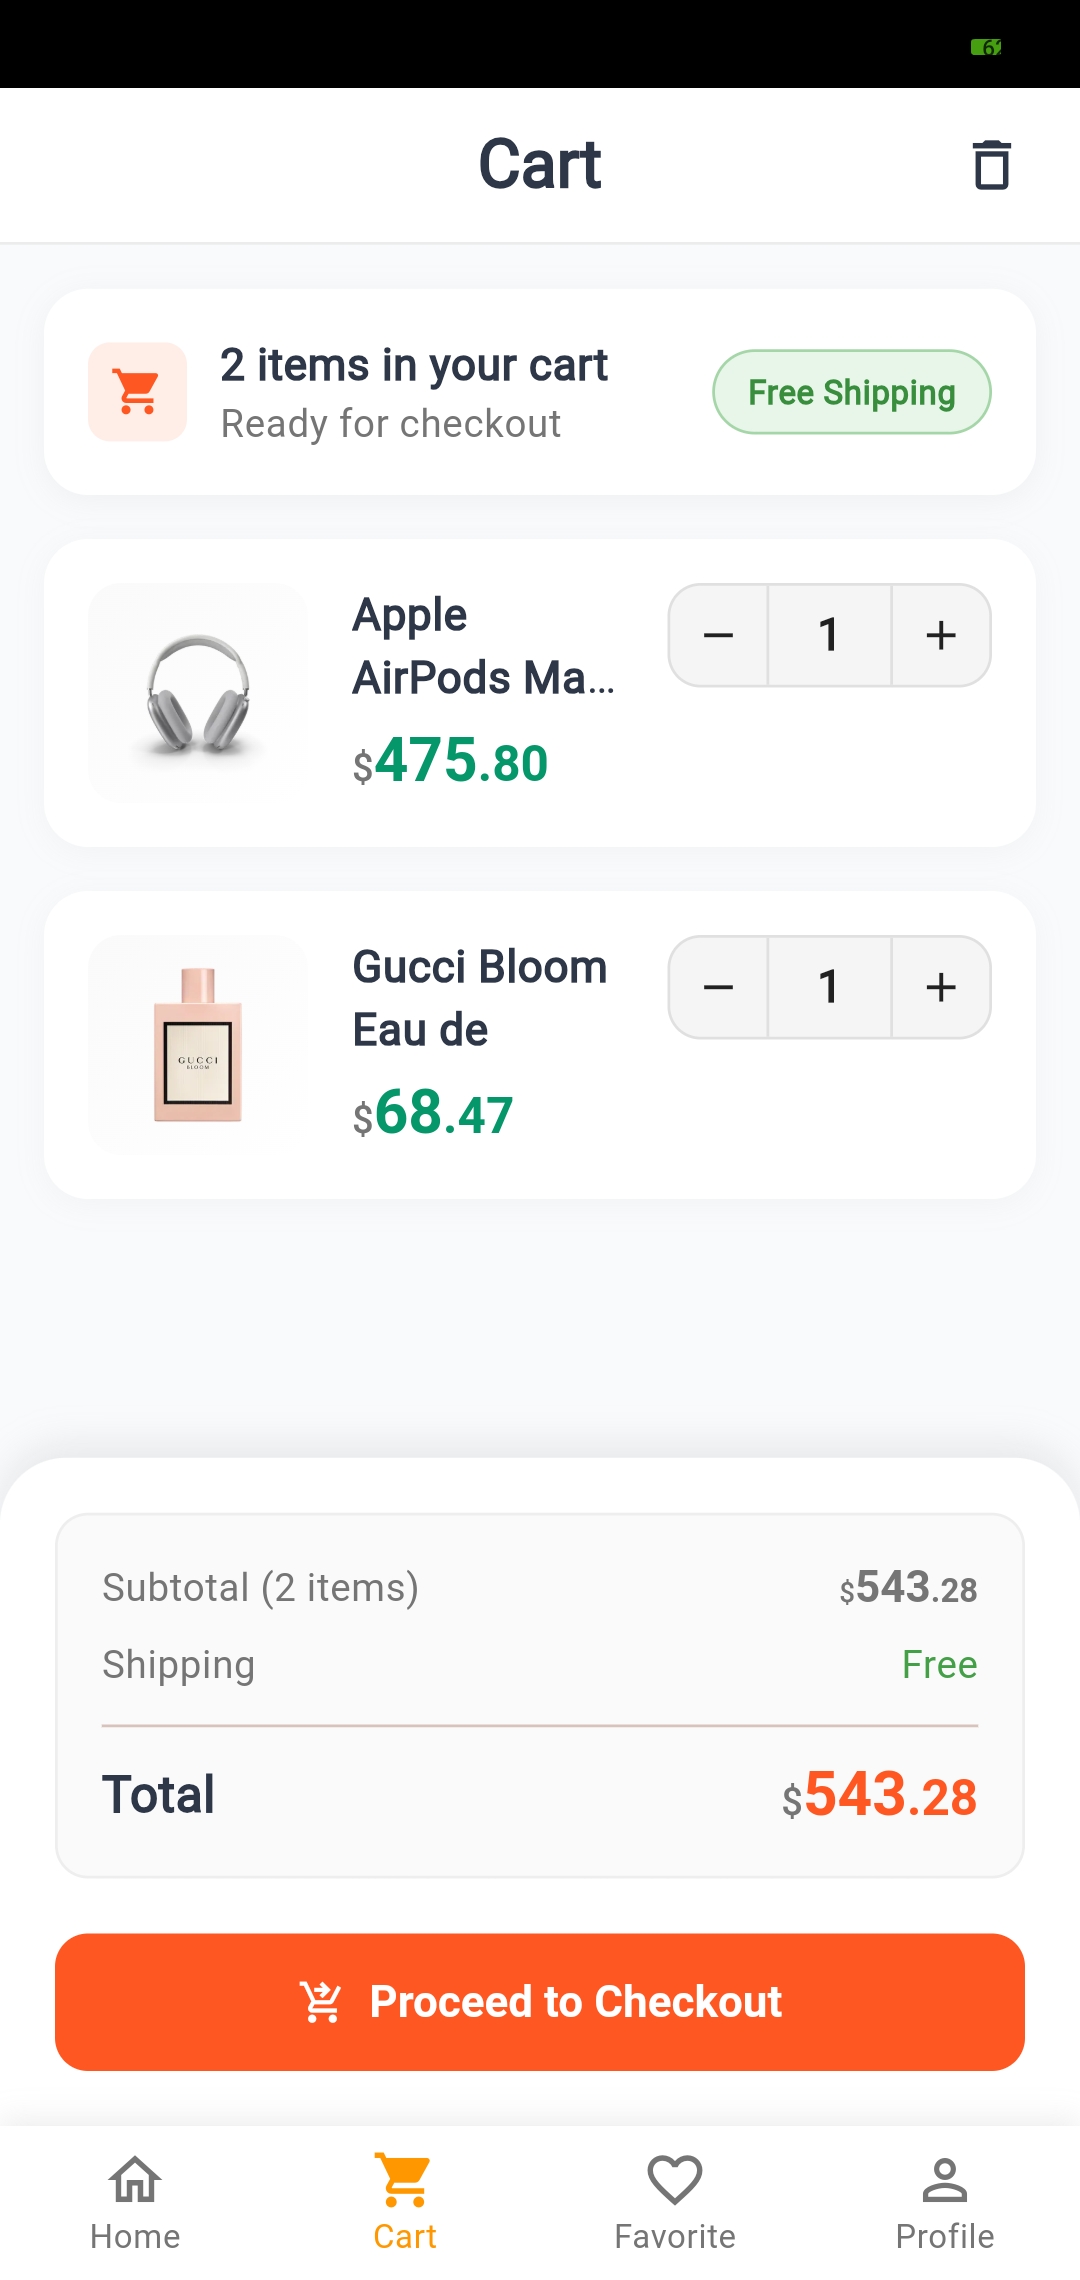 Cart
2 items in your cart
Ready for checkout
Free Shipping
Apple
AirPods Ma...
1
$475.80
GUCCI
BLOOM
Gucci Bloom
Eau de
1
$68.47
Subtotal (2 items) $543.28
Shipping Free
Total $543.28
Proceed to Checkout
Home Cart Favorite Profile